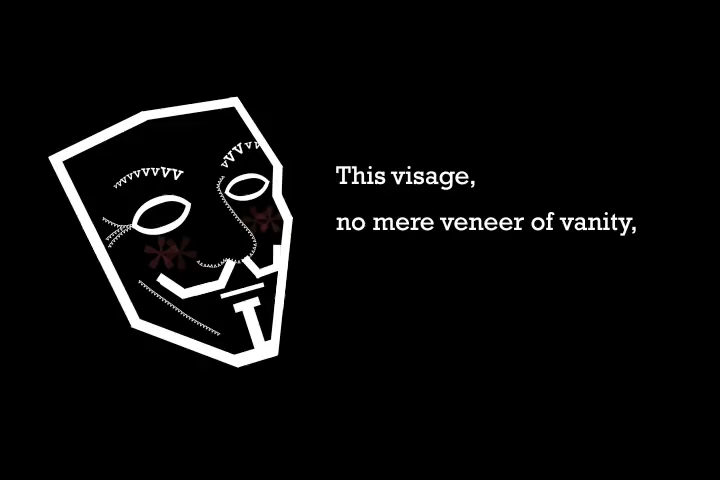 This visage,
no mere veneer of vanity,